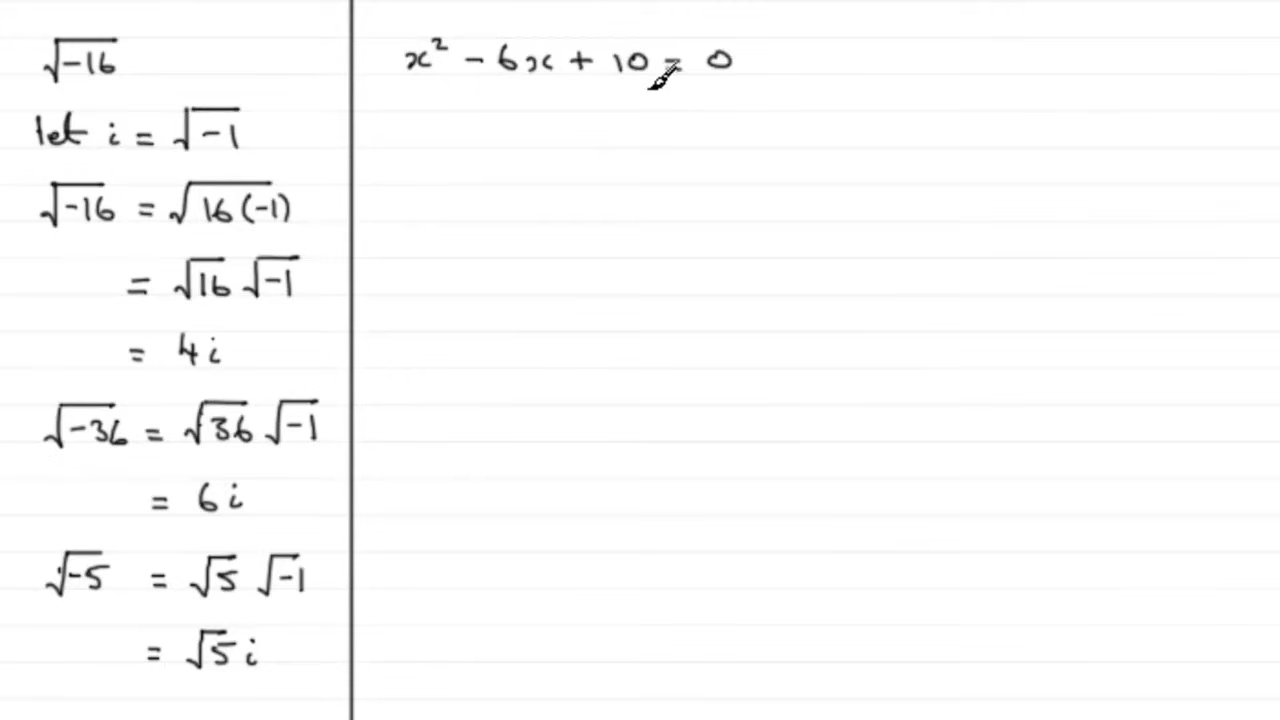 √-16
let i = √-1
√-16 = √16(-1)
= √16 √-1
= 4i
√-36 = √36 √-1
= 6i
√-5 = √5 √-1
= √5 i
x² - 6x + 10 = 0